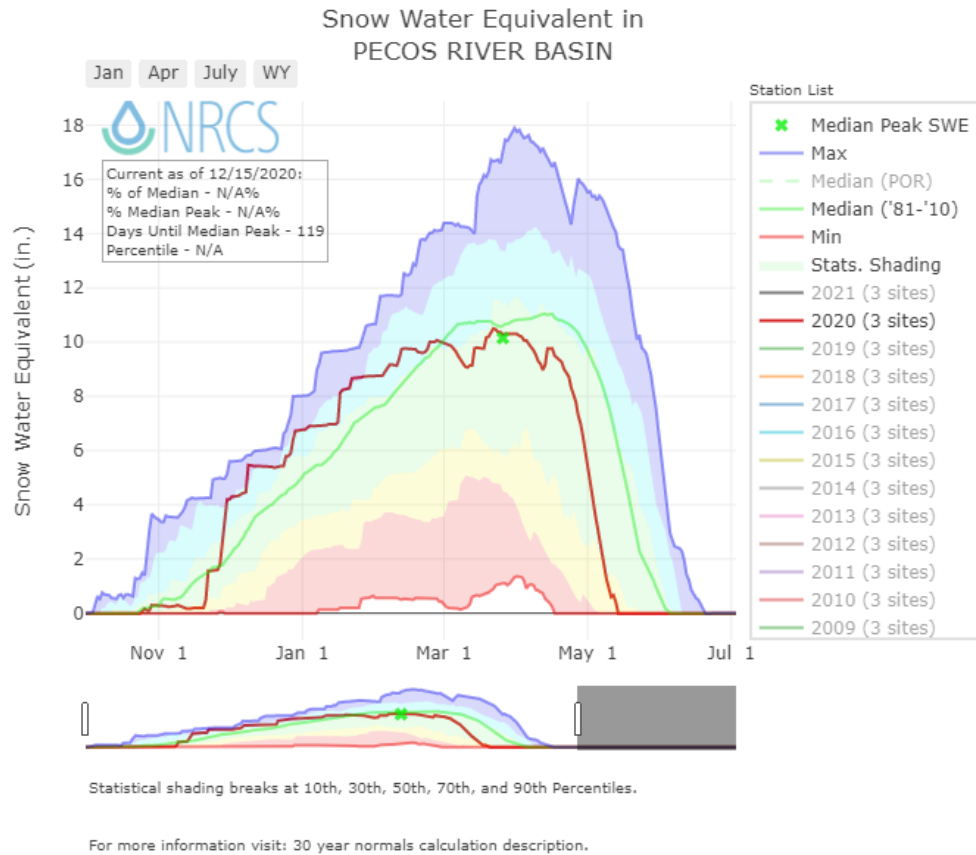 Snow Water Equivalent in
PECOS RIVER BASIN
Jan Apr July WY
NRCS
Current as of 12/15/2020:
% of Median - N/A%
% Median Peak - N/A%
Days Until Median Peak - 119
Percentile - N/A
Snow Water Equivalent (in.)
18
16
14
12
10
8
6
4
2
0
Nov 1 Jan 1 Mar 1 May 1 Jul 1
Station List
Median Peak SWE
Max
Median (POR)
Median ('81-'10)
Min
Stats. Shading
2021 (3 sites)
2020 (3 sites)
2019 (3 sites)
2018 (3 sites)
2017 (3 sites)
2016 (3 sites)
2015 (3 sites)
2014 (3 sites)
2013 (3 sites)
2012 (3 sites)
2011 (3 sites)
2010 (3 sites)
2009 (3 sites)
Statistical shading breaks at 10th, 30th, 50th, 70th, and 90th Percentiles.
For more information visit: 30 year normals calculation description.